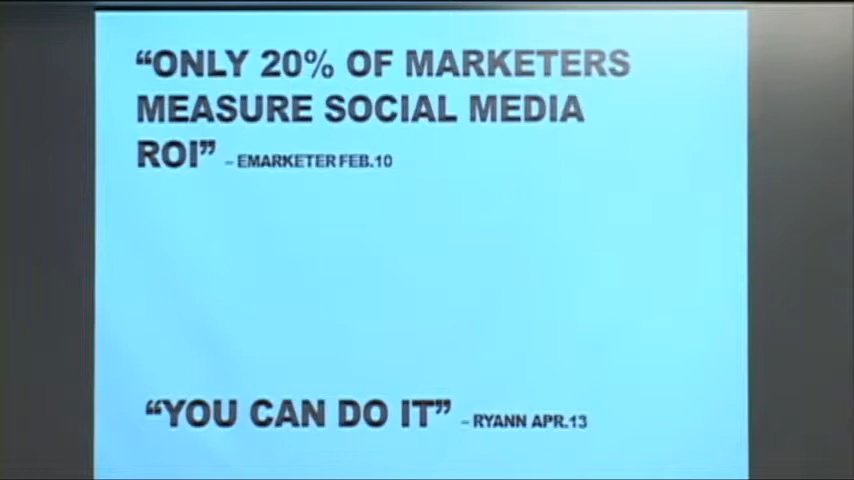 “ONLY 20% OF MARKETERS
MEASURE SOCIAL MEDIA
ROI” – EMARKETER FEB.10
“YOU CAN DO IT” – RYANN APR.13